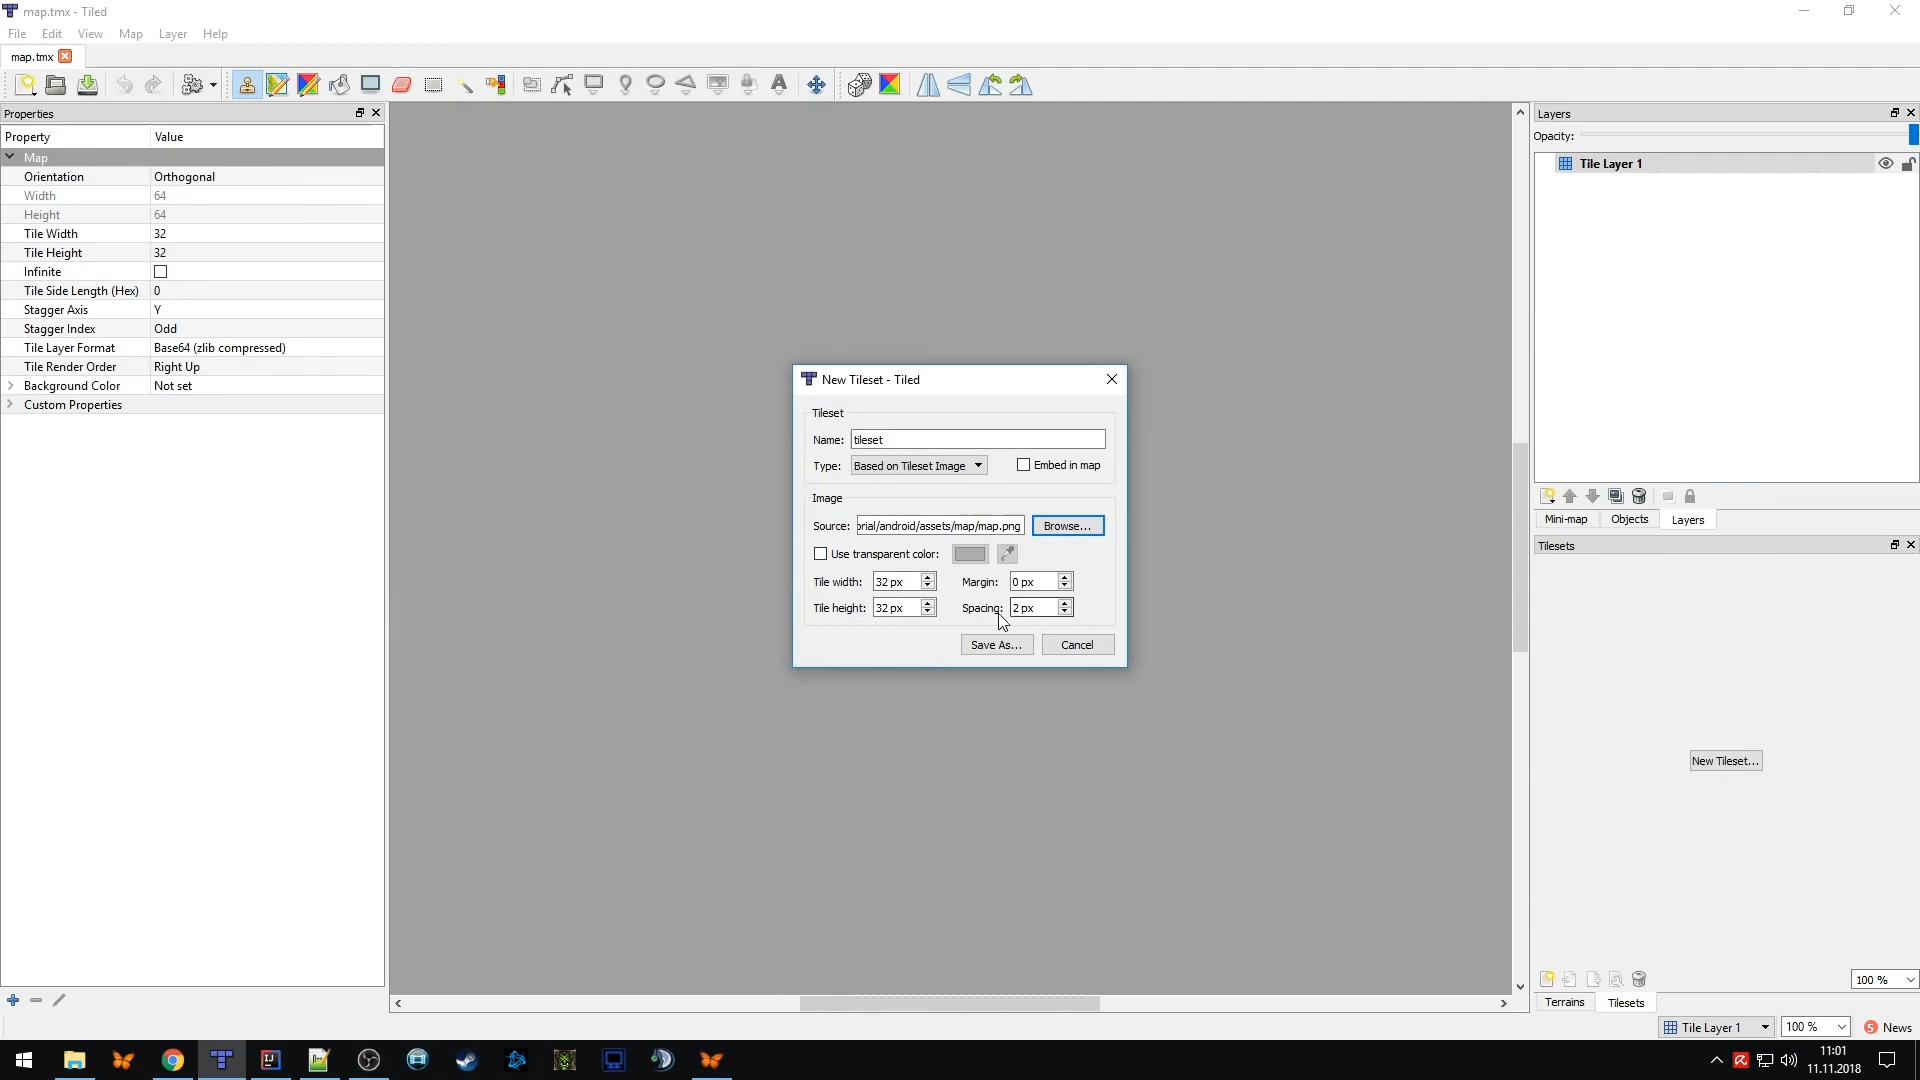 map.tmx - Tiled
File Edit View Map Layer Help
map.tmx
Properties
Property Value
Map
Orientation Orthogonal
Width 64
Height 64
Tile Width 32
Tile Height 32
Infinite
Tile Side Length (Hex) 0
Stagger Axis Y
Stagger Index Odd
Tile Layer Format Base64 (zlib compressed)
Tile Render Order Right Up
Background Color Not set
Custom Properties
New Tileset - Tiled
Tileset
Name: tileset
Type: Based on Tileset Image Embed in map
Image
Source: orial/android/assets/map/map.png Browse...
Use transparent color:
Tile width: 32 px Margin: 0 px
Tile height: 32 px Spacing: 2 px
Save As... Cancel
Layers
Opacity:
Tile Layer 1
Mini-map Objects Layers
Tilesets
New Tileset...
100 %
Terrains Tilesets
Tile Layer 1 100 % 5 News
11:01
11.11.2018